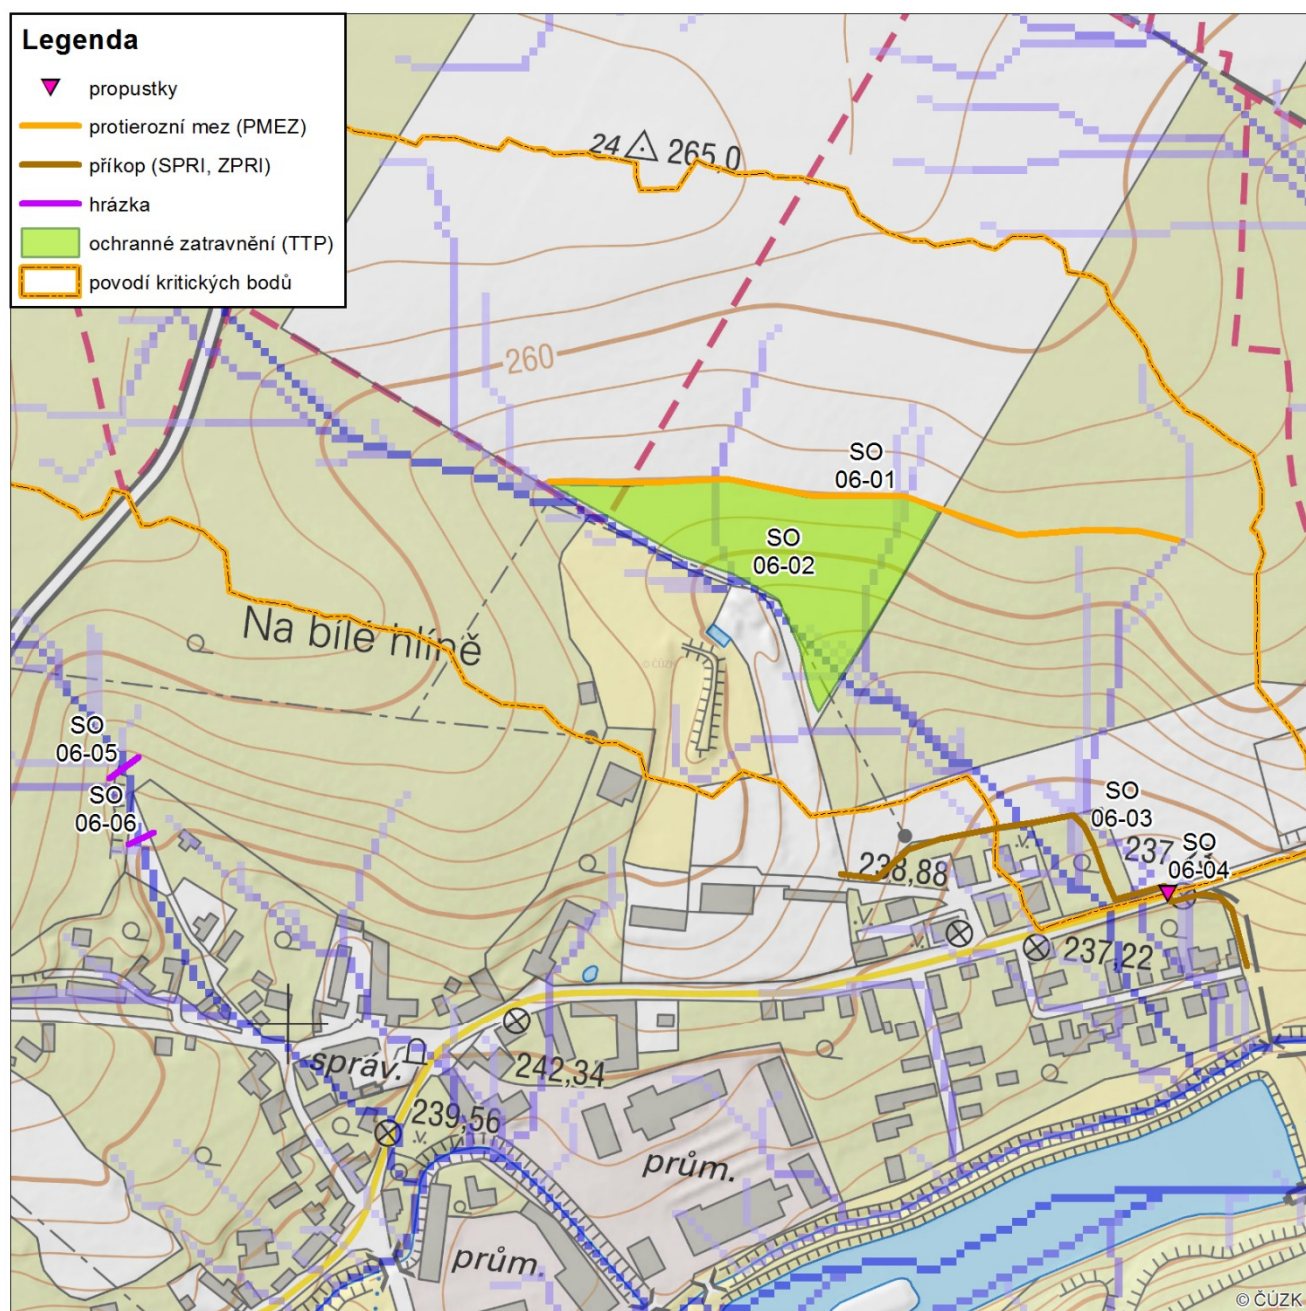 Legenda
propustky
protierozní mez (PMEZ)
příkop (SPRI, ZPRI)
hrázka
ochranné zatravnění (TTP)
povodí kritických bodů
24 265,0
260
SO
06-01
SO
06-02
Na bílé hlíně
© ČÚZK
SO
06-05
SO
06-06
SO
06-03
SO
06-04
238,88
237,22
správ.
242,34
239,56
prům.
prům.
© ČÚZK